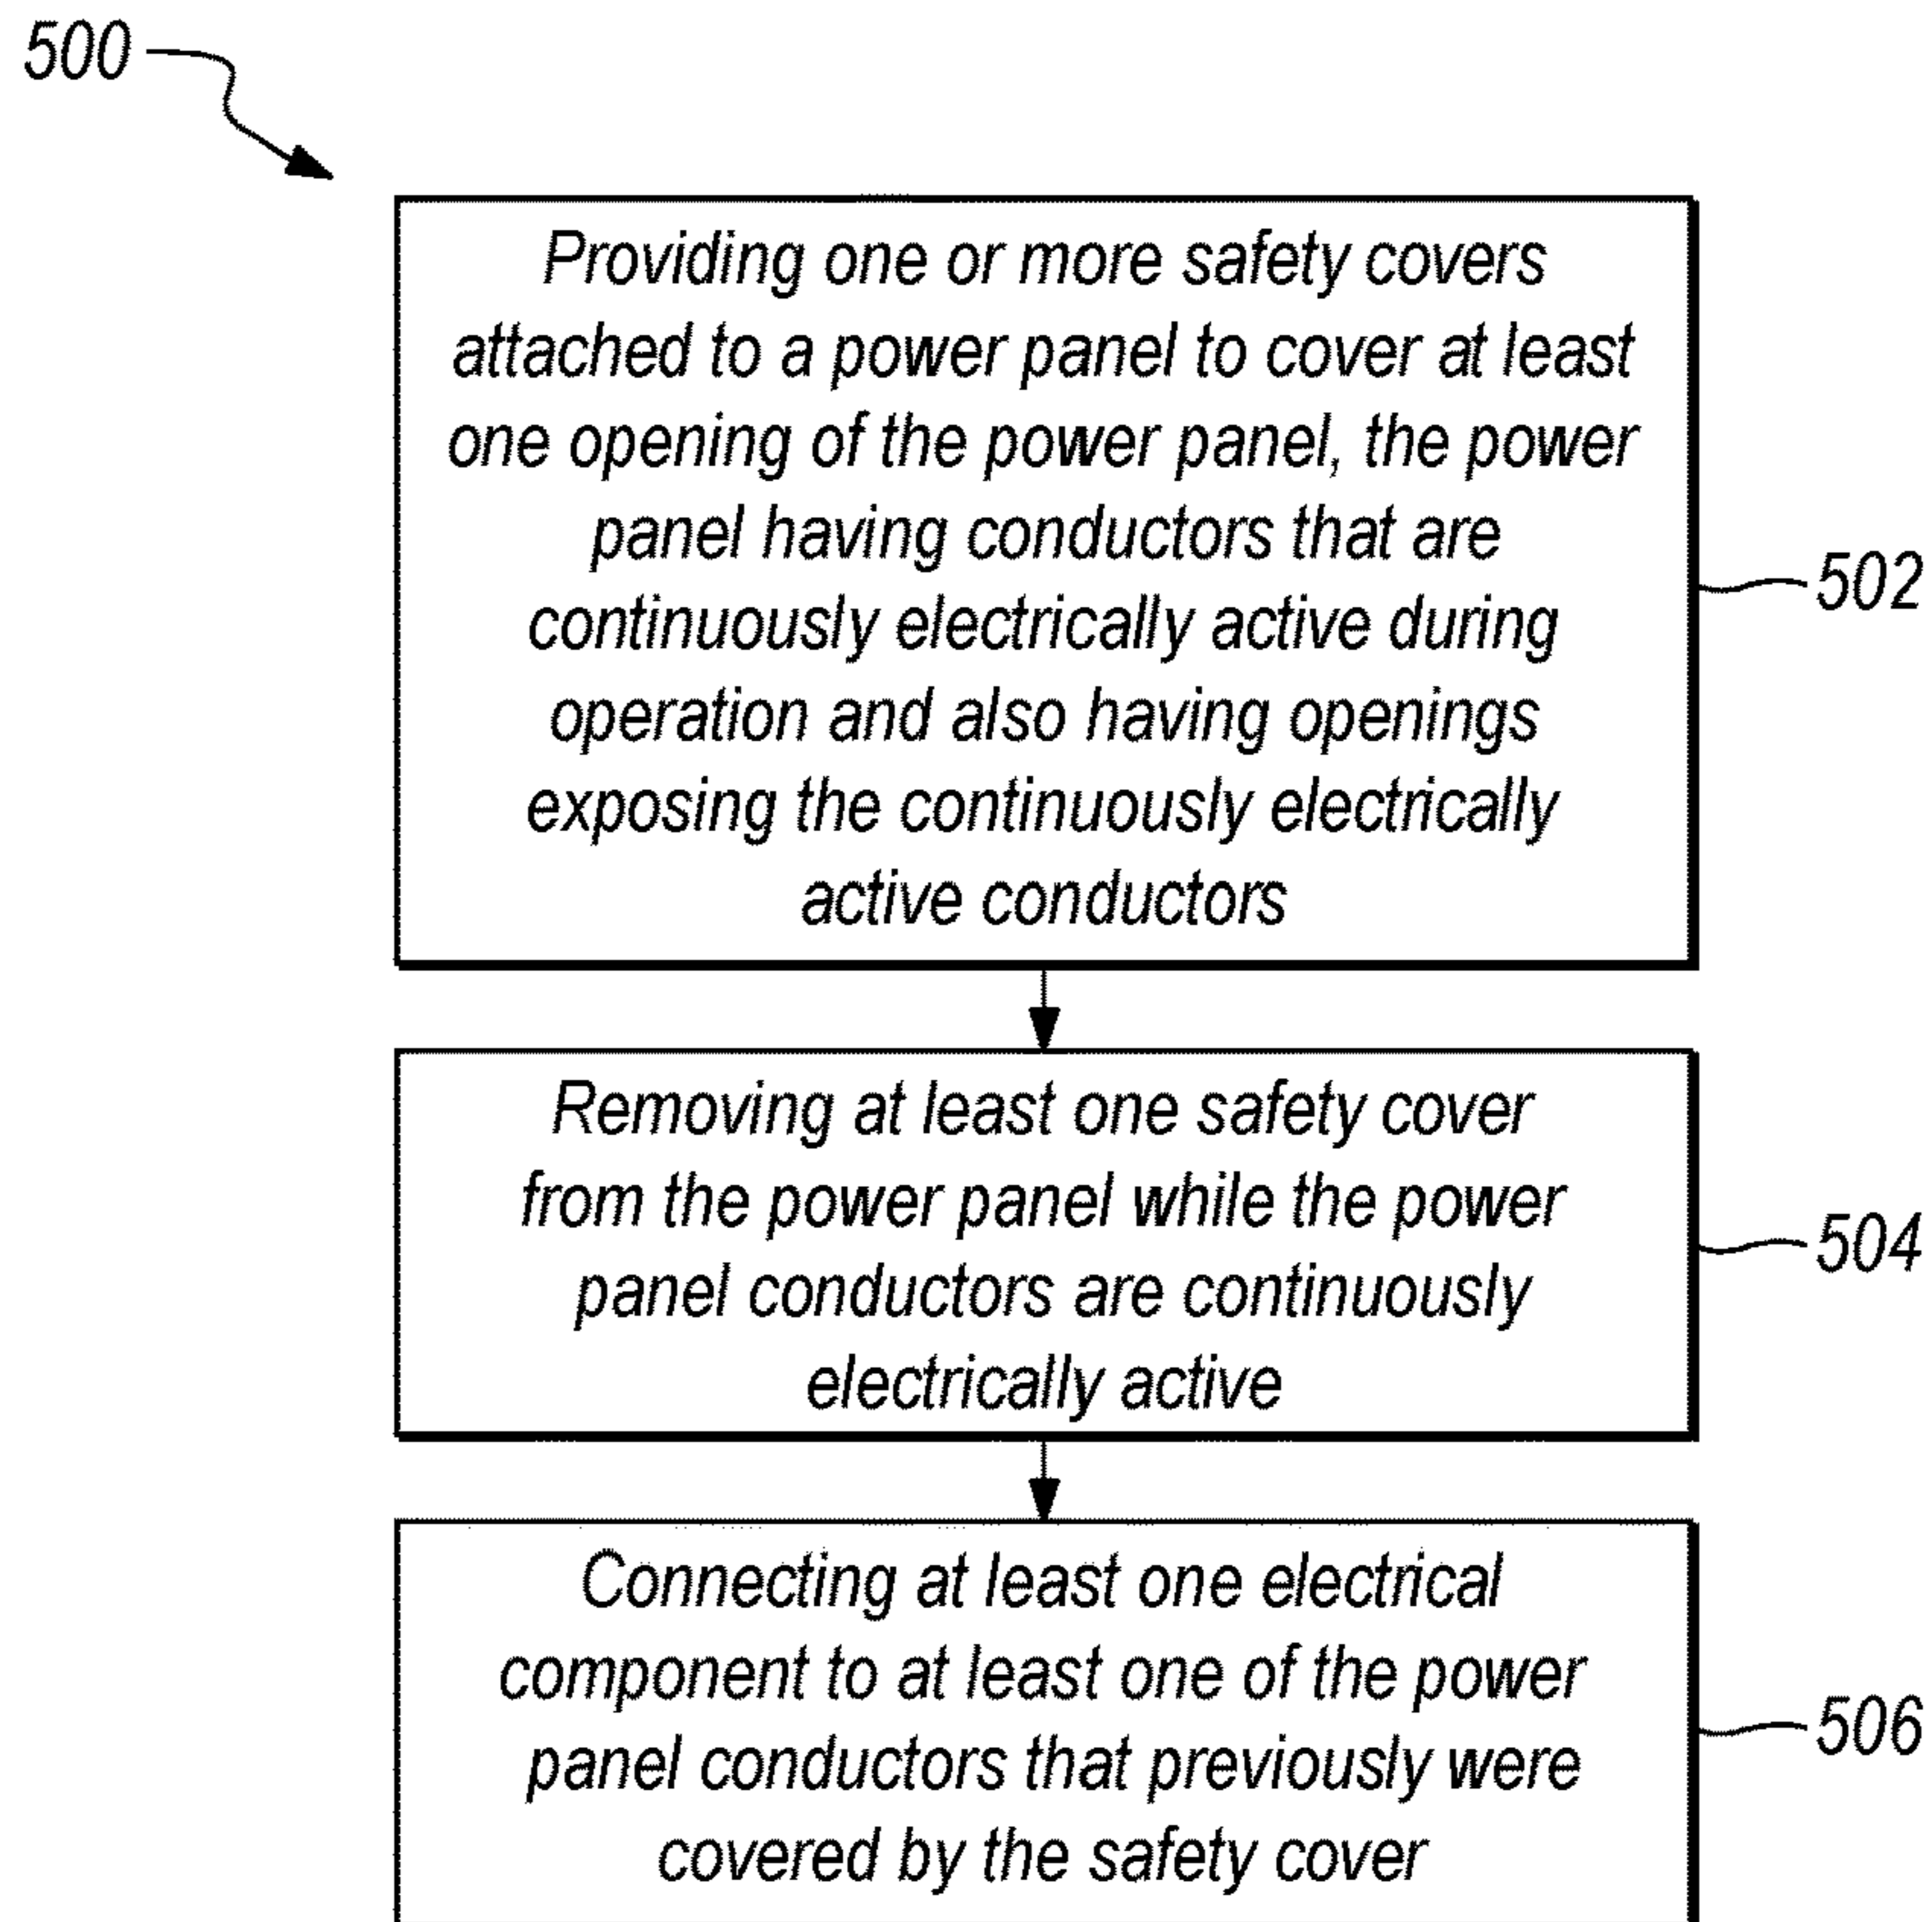 500
Providing one or more safety covers
attached to a power panel to cover at least
one opening of the power panel, the power
panel having conductors that are
continuously electrically active during
operation and also having openings
exposing the continuously electrically
active conductors
502
Removing at least one safety cover
from the power panel while the power
panel conductors are continuously
electrically active
504
Connecting at least one electrical
component to at least one of the power
panel conductors that previously were
covered by the safety cover
506